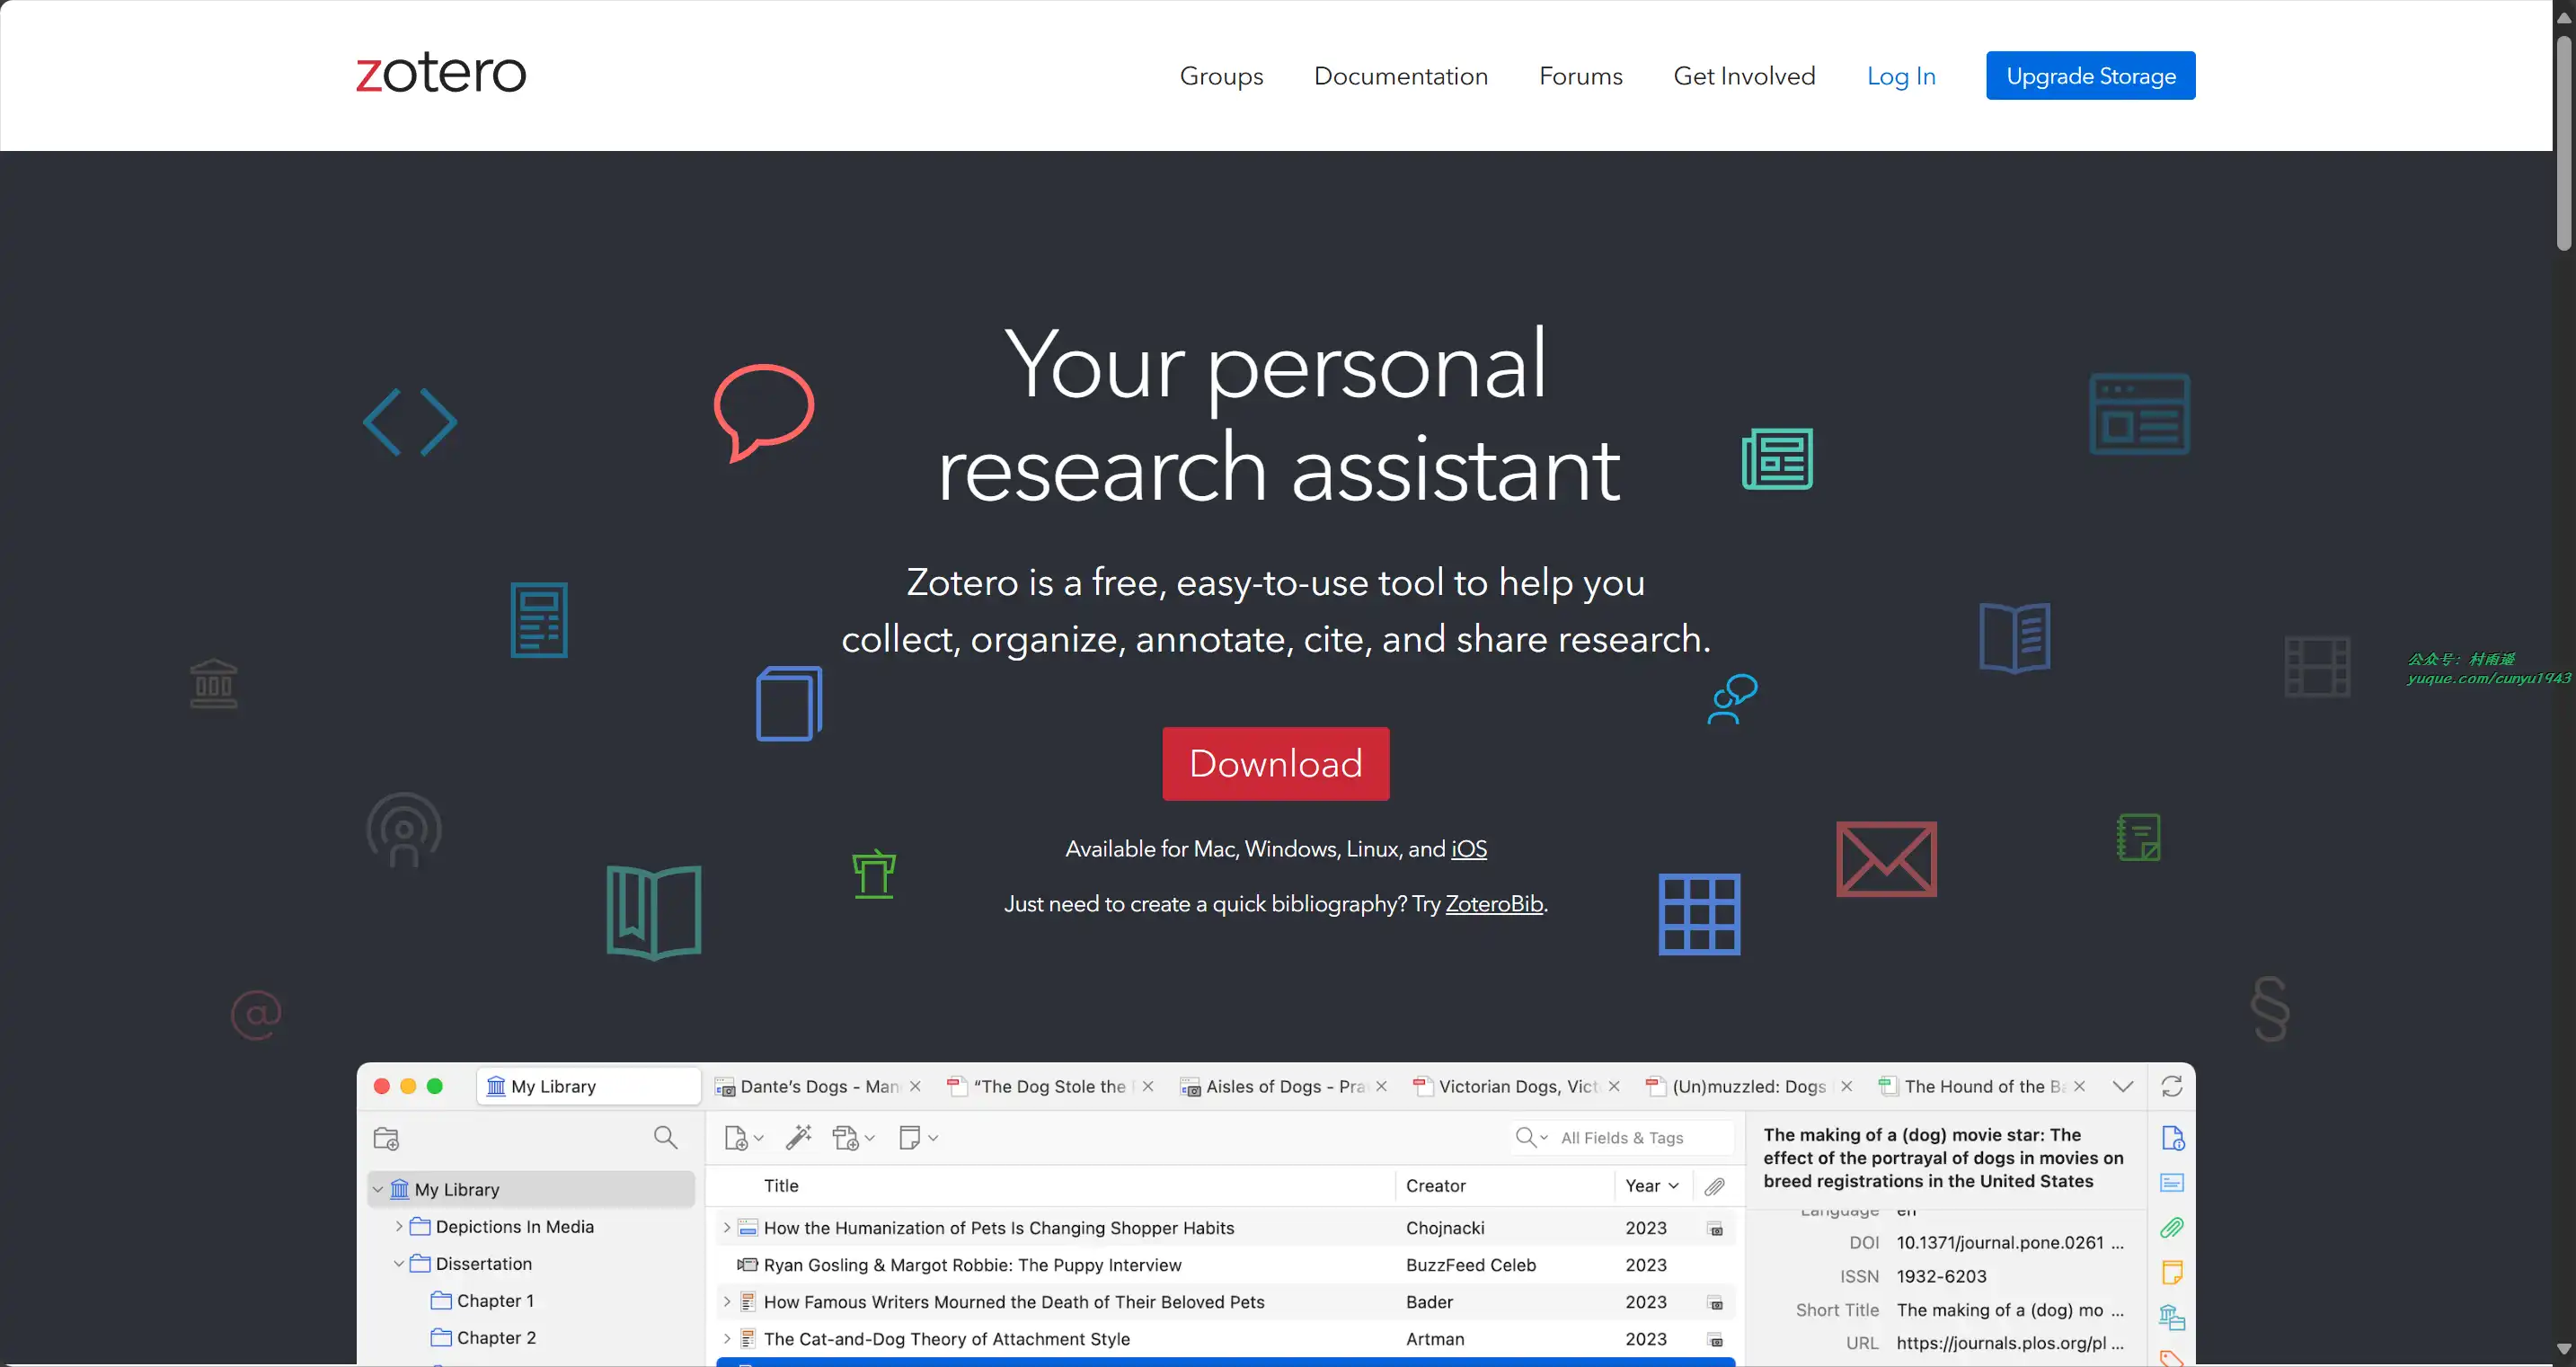 zotero
Groups
Documentation
Forums
Get Involved
Log In
Upgrade Storage
Your personal
research assistant
Zotero is a free, easy-to-use tool to help you
collect, organize, annotate, cite, and share research.
公众号：村雨遥
yuque.com/cunyu1943
Download
Available for Mac, Windows, Linux, and iOS
Just need to create a quick bibliography? Try ZoteroBib.
My Library
Dante's Dogs - Man
“The Dog Stole the
Aisles of Dogs - Pra
Victorian Dogs, Vict
(Un)muzzled: Dogs
The Hound of the Ba
All Fields & Tags
My Library
Depictions In Media
Dissertation
Chapter 1
Chapter 2
Title Creator Year
How the Humanization of Pets Is Changing Shopper Habits Chojnacki 2023
Ryan Gosling & Margot Robbie: The Puppy Interview BuzzFeed Celeb 2023
How Famous Writers Mourned the Death of Their Beloved Pets Bader 2023
The Cat-and-Dog Theory of Attachment Style Artman 2023
The making of a (dog) movie star: The
effect of the portrayal of dogs in movies on
breed registrations in the United States
Language en
DOI 10.1371/journal.pone.0261 ...
ISSN 1932-6203
Short Title The making of a (dog) mo ...
URL https://journals.plos.org/pl ...